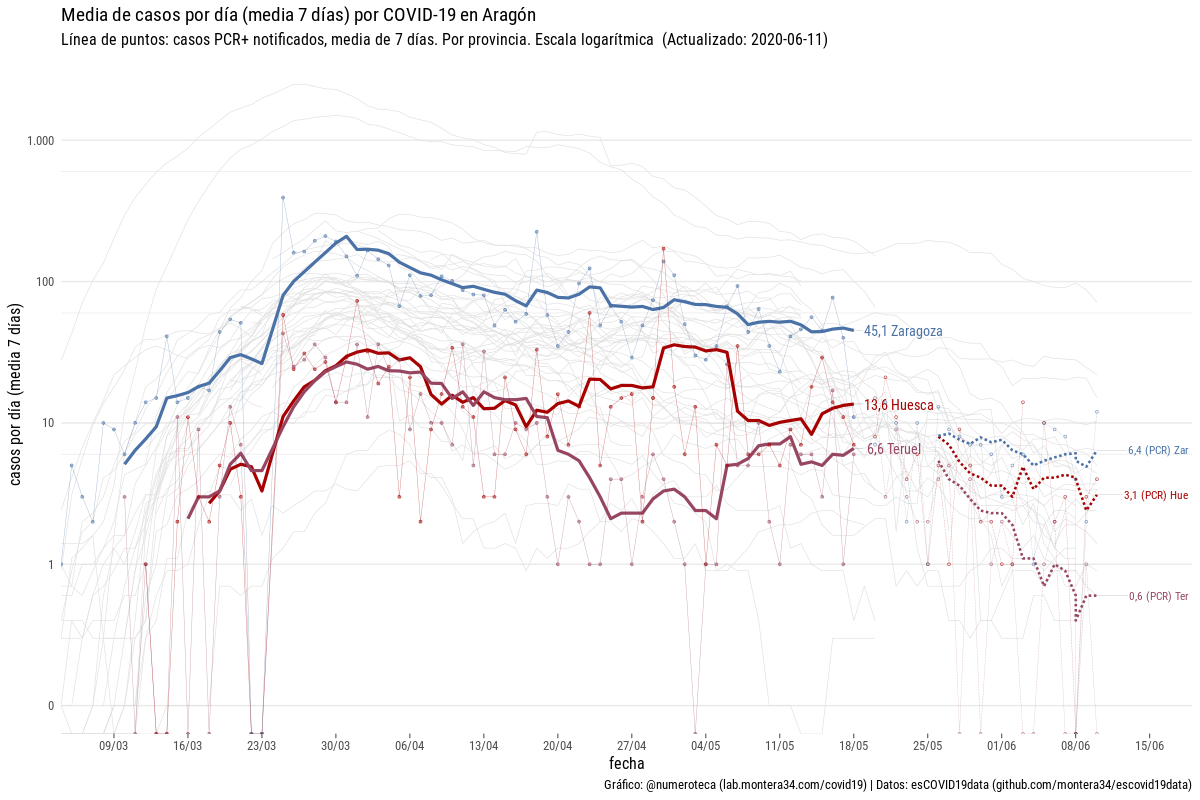 Media de casos por día (media 7 días) por COVID-19 en Aragón
Línea de puntos: casos PCR+ notificados, media de 7 días. Por provincia. Escala logarítmica (Actualizado: 2020-06-11)
casos por día (media 7 días)
1.000
100
10
1
0
45,1 Zaragoza
13,6 Huesca
6,6 Teruel
6,4 (PCR) Zar
3,1 (PCR) Hue
0,6 (PCR) Ter
09/03 16/03 23/03 30/03 06/04 13/04 20/04 27/04 04/05 11/05 18/05 25/05 01/06 08/06 15/06
fecha
Gráfico: @numeroteca (lab.montera34.com/covid19) | Datos: esCOVID19data (github.com/montera34/escovid19data)